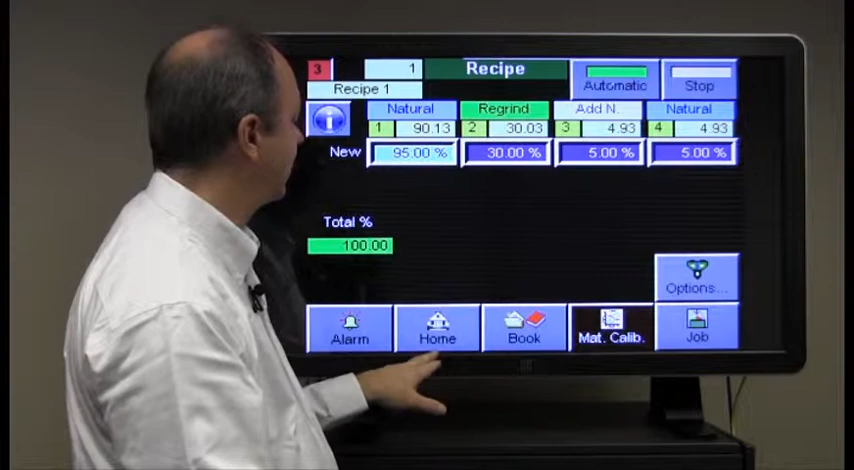 3 1 Recipe Automatic Stop
Recipe 1
Natural Regrind Add N. Natural
1 90.13 2 30.03 3 4.93 4 4.93
New 95.00 % 30.00 % 5.00 % 5.00 %
Total %
100.00
Options...
Alarm Home Book Mat. Calib. Job